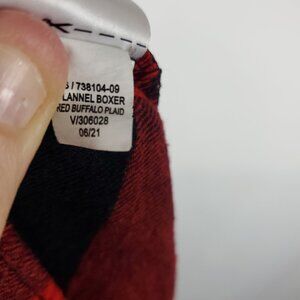 / 738104-09
LANNEL BOXER
RED BUFFALO PLAID
V/306028
06/21